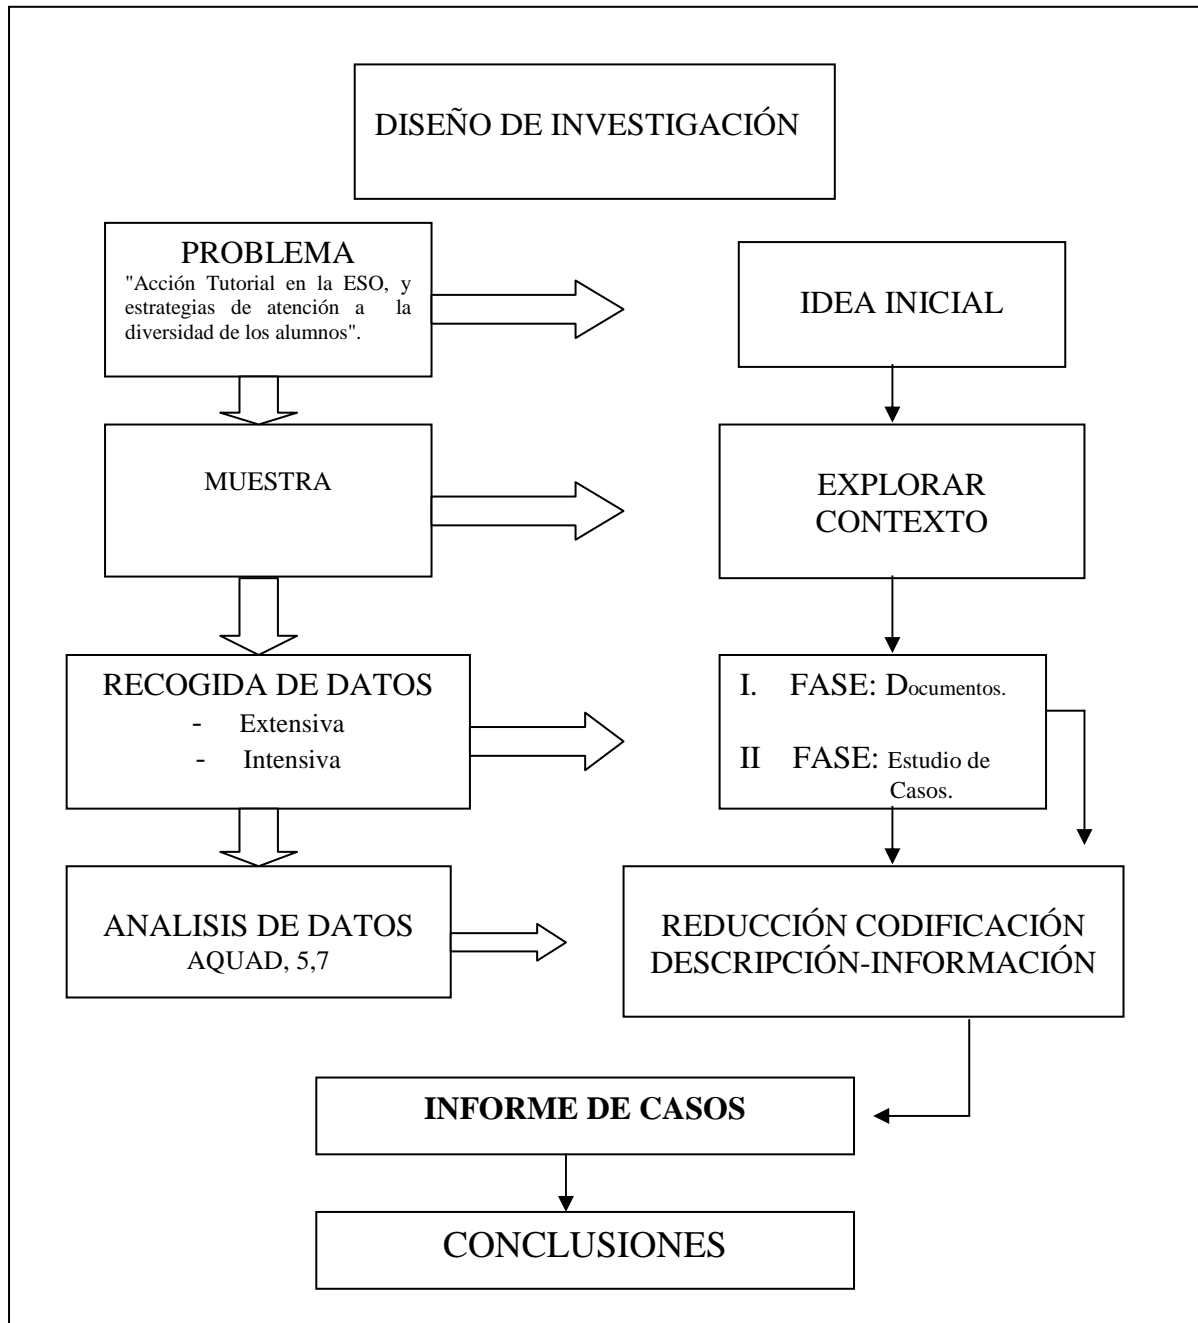 DISEÑO DE INVESTIGACIÓN
PROBLEMA
"Acción Tutorial en la ESO, y
estrategias de atención a la
diversidad de los alumnos".
IDEA INICIAL
MUESTRA
EXPLORAR
CONTEXTO
RECOGIDA DE DATOS
- Extensiva
- Intensiva
I. FASE: Documentos.
II FASE: Estudio de
Casos.
ANALISIS DE DATOS
AQUAD, 5,7
REDUCCIÓN CODIFICACIÓN
DESCRIPCIÓN-INFORMACIÓN
INFORME DE CASOS
CONCLUSIONES